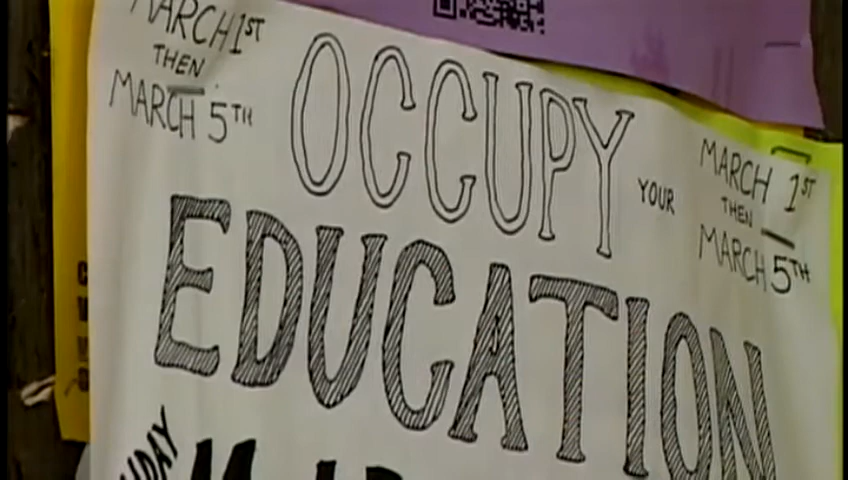 MARCH 1ST
THEN
MARCH 5TH
OCCUPY
YOUR
MARCH 1ST
THEN
MARCH 5TH
EDUCATION